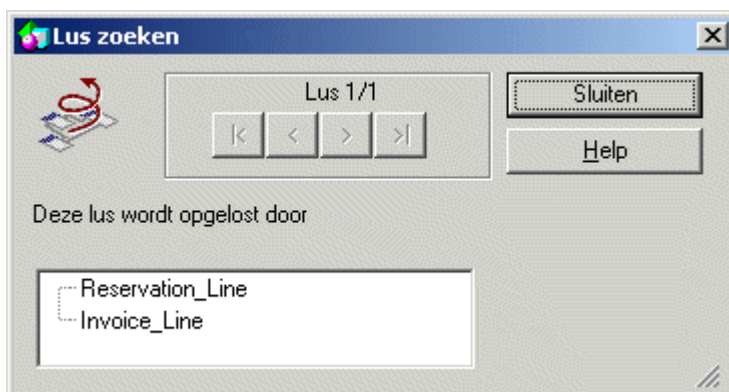 Lus zoeken
Lus 1/1
Sluiten
Help
Deze lus wordt opgelost door
Reservation_Line
Invoice_Line